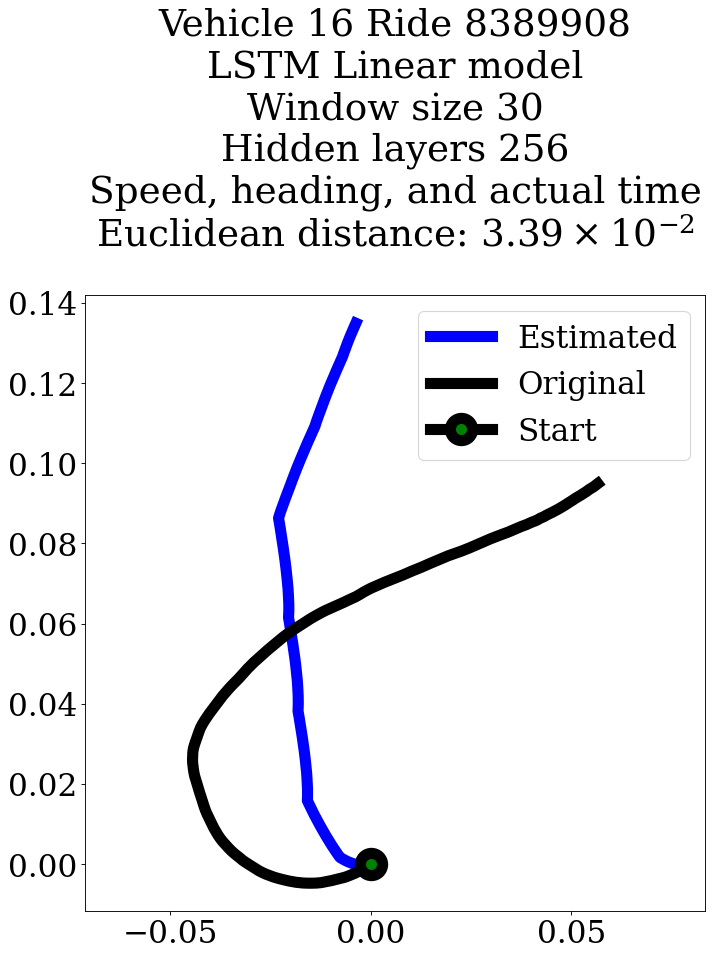 Vehicle 16 Ride 8389908
LSTM Linear model
Window size 30
Hidden layers 256
Speed, heading, and actual time
Euclidean distance: 3.39 × 10⁻²
0.14
0.12
0.10
0.08
0.06
0.04
0.02
0.00
Estimated
Original
Start
−0.05 0.00 0.05